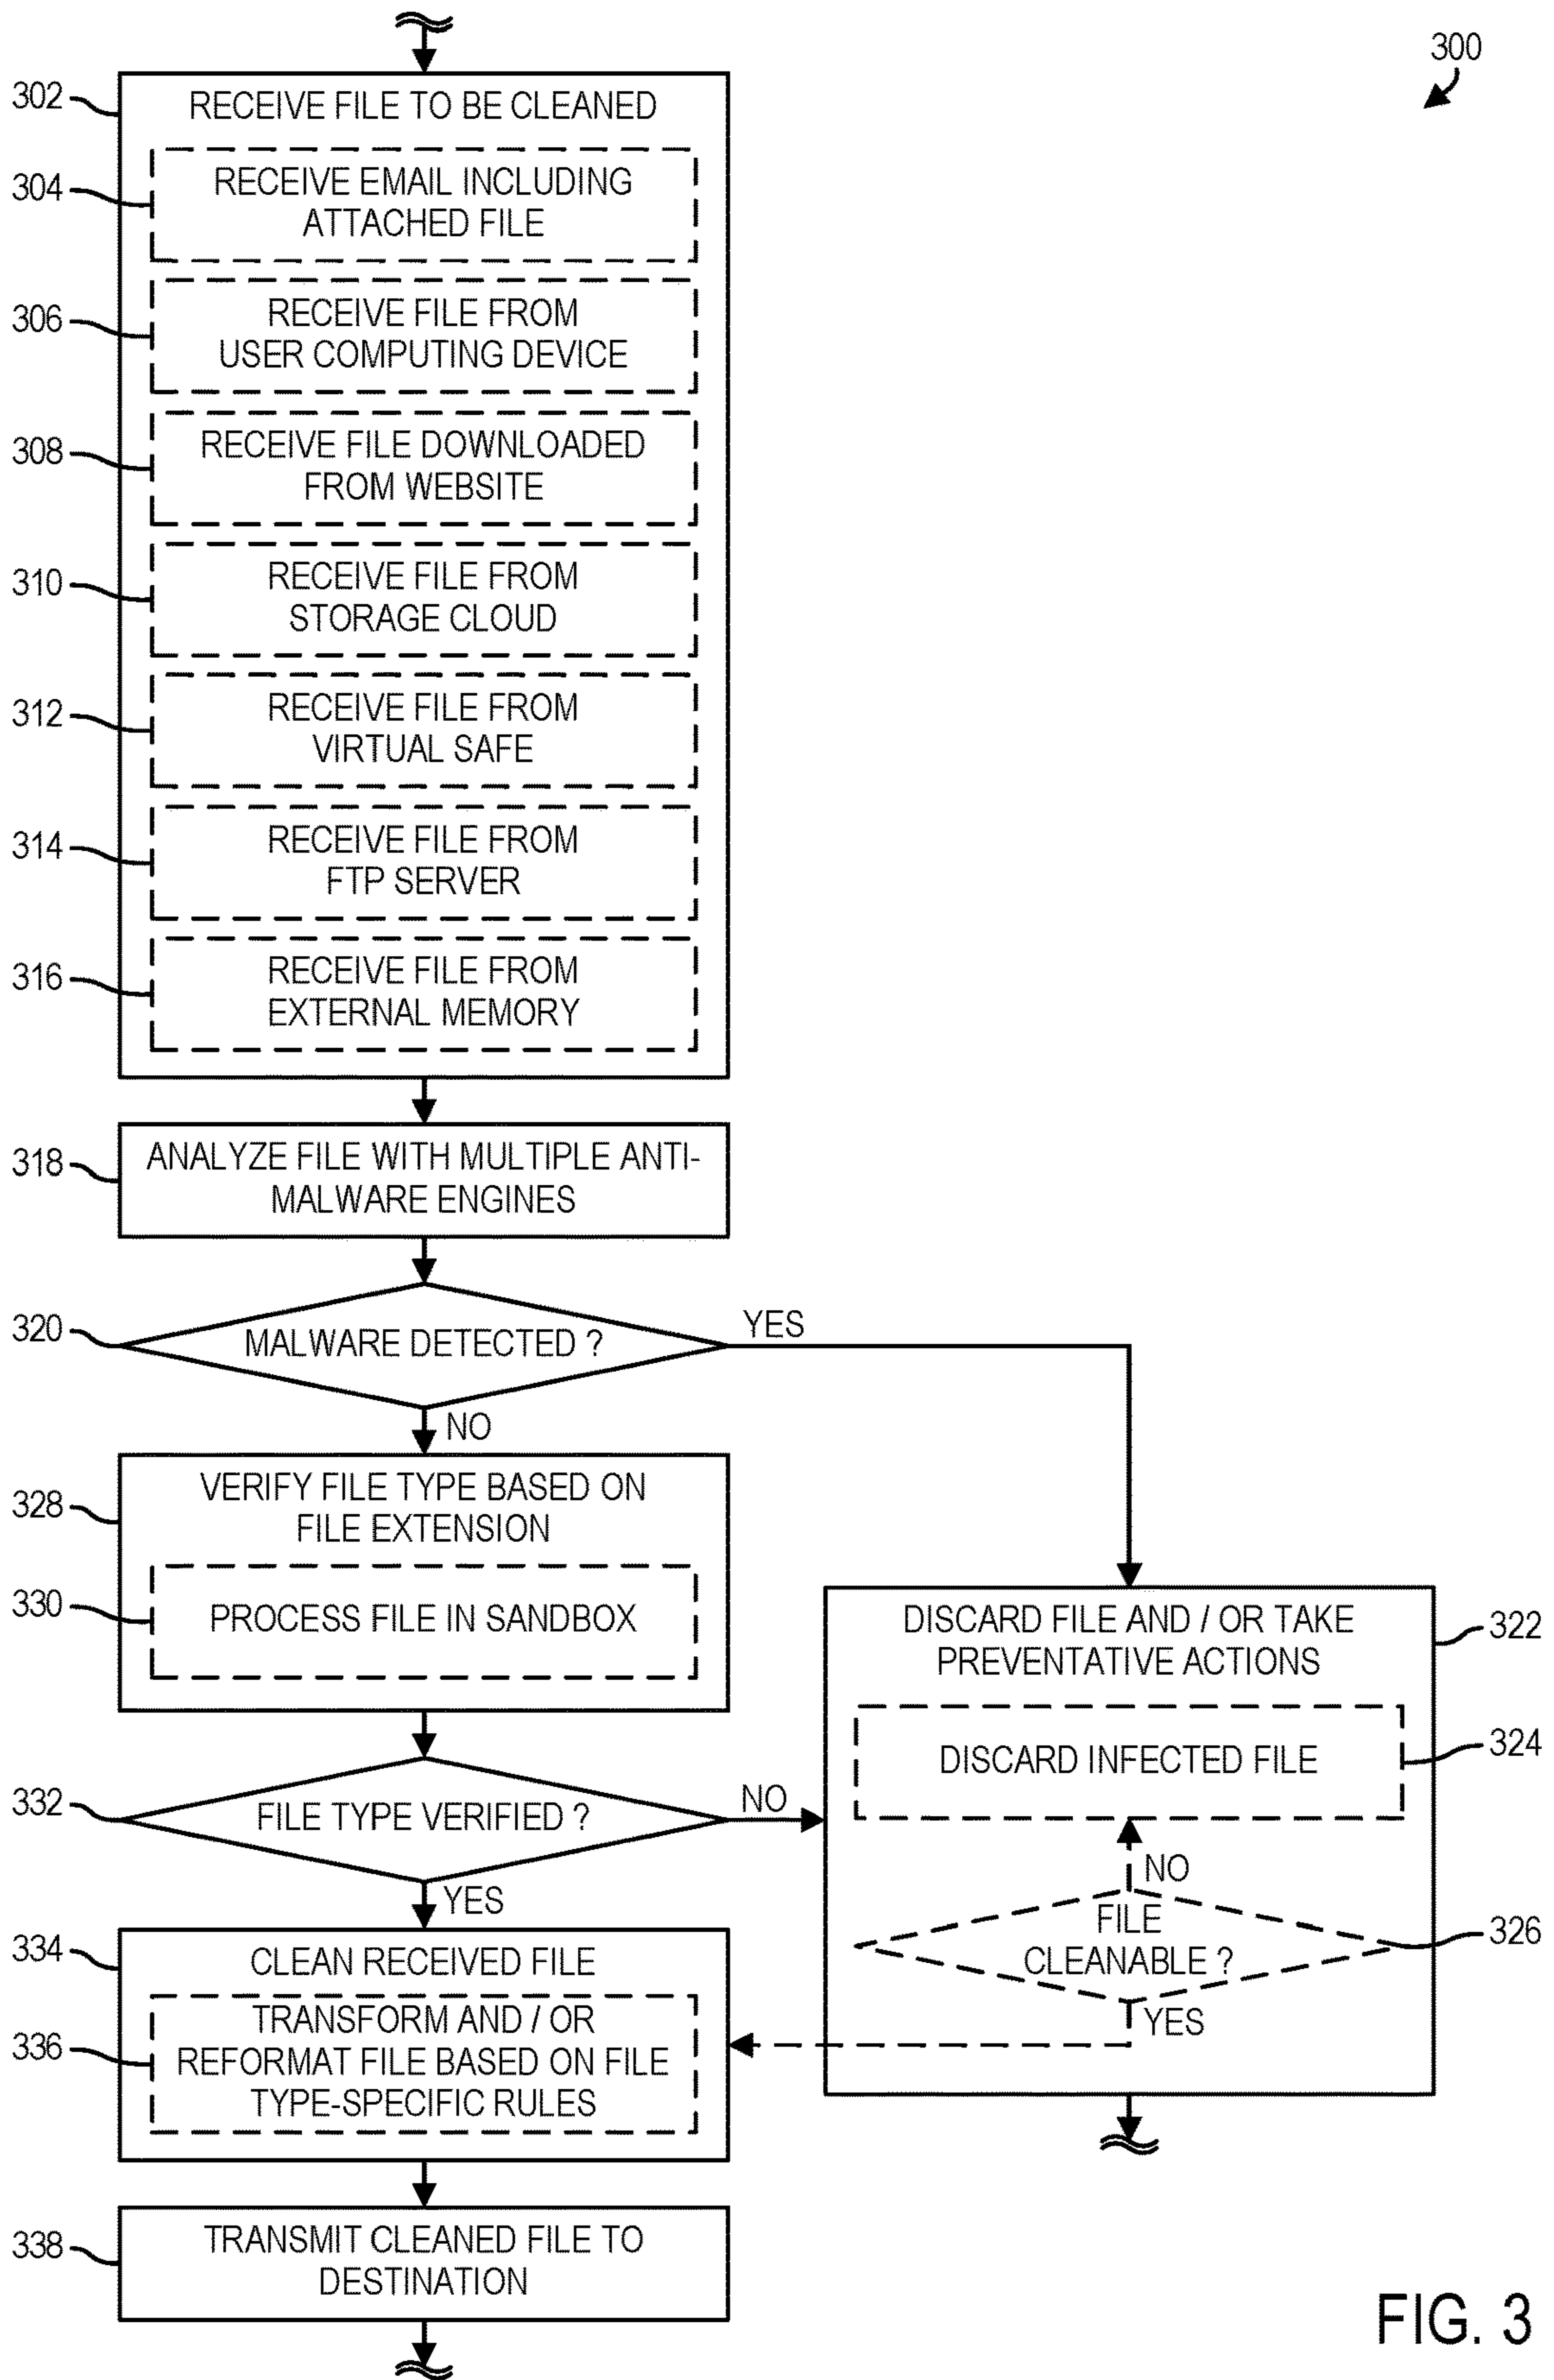 300
302
RECEIVE FILE TO BE CLEANED
304
RECEIVE EMAIL INCLUDING
ATTACHED FILE
306
RECEIVE FILE FROM
USER COMPUTING DEVICE
308
RECEIVE FILE DOWNLOADED
FROM WEBSITE
310
RECEIVE FILE FROM
STORAGE CLOUD
312
RECEIVE FILE FROM
VIRTUAL SAFE
314
RECEIVE FILE FROM
FTP SERVER
316
RECEIVE FILE FROM
EXTERNAL MEMORY
318
ANALYZE FILE WITH MULTIPLE ANTI-
MALWARE ENGINES
320
MALWARE DETECTED ?
YES
NO
328
VERIFY FILE TYPE BASED ON
FILE EXTENSION
330
PROCESS FILE IN SANDBOX
332
FILE TYPE VERIFIED ?
NO
YES
322
DISCARD FILE AND / OR TAKE
PREVENTATIVE ACTIONS
324
DISCARD INFECTED FILE
NO
326
FILE
CLEANABLE ?
YES
334
CLEAN RECEIVED FILE
336
TRANSFORM AND / OR
REFORMAT FILE BASED ON FILE
TYPE-SPECIFIC RULES
338
TRANSMIT CLEANED FILE TO
DESTINATION
FIG. 3